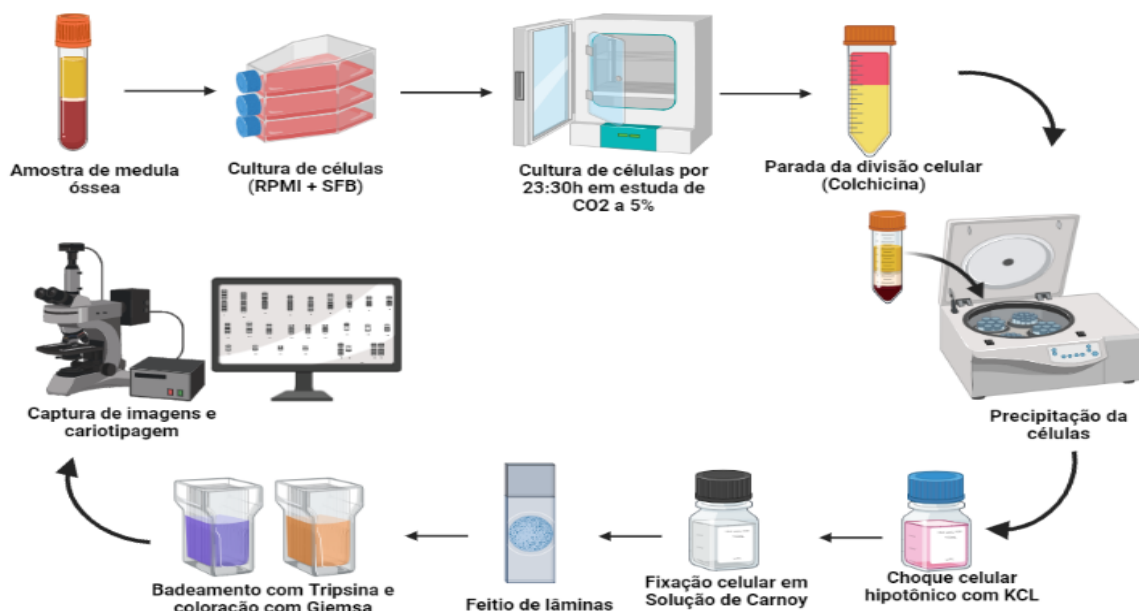 Amostra de medula
óssea
Cultura de células
(RPMI + SFB)
Cultura de células por
23:30h em estuda de
CO2 a 5%
Parada da divisão celular
(Colchicina)
Precipitação da
células
Choque celular
hipotônico com KCL
Fixação celular em
Solução de Carnoy
Feitio de lâminas
Badeamento com Tripsina e
coloração com Giemsa
Captura de imagens e
cariotipagem